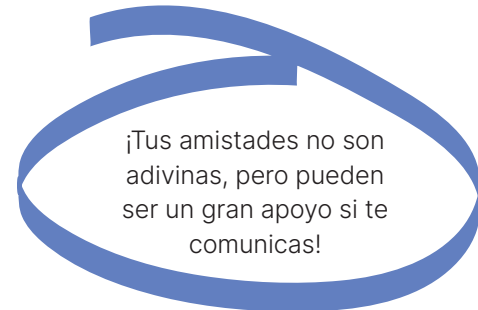 ¡Tus amistades no son
adivinas, pero pueden
ser un gran apoyo si te
comunicas!